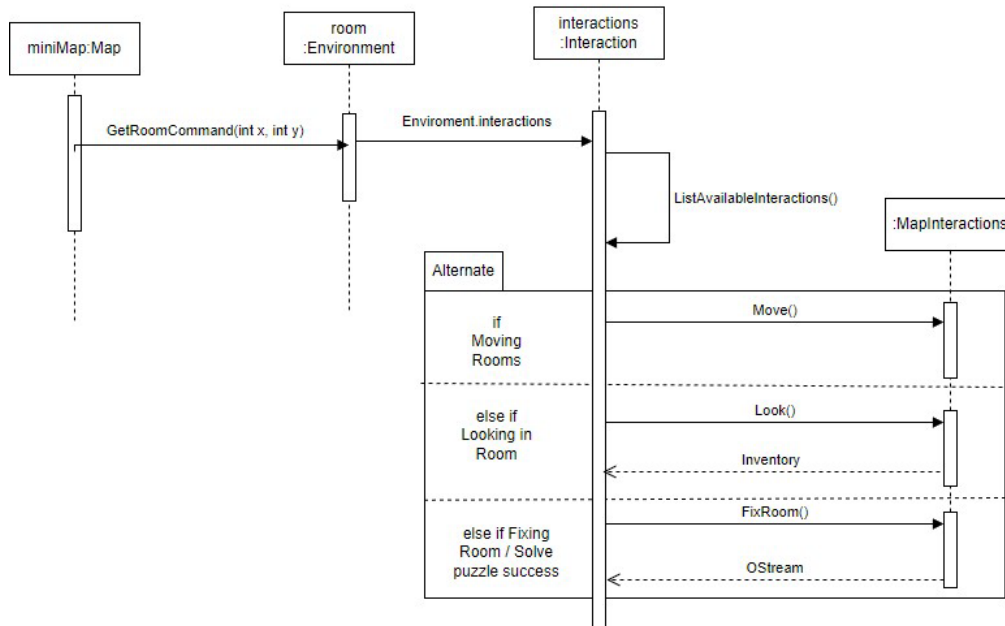 miniMap:Map
room
:Environment
interactions
:Interaction
GetRoomCommand(int x, int y)
Enviroment.interactions
ListAvailableInteractions()
:MapInteractions
Alternate
if
Moving
Rooms
Move()
else if
Looking in
Room
Look()
Inventory
else if Fixing
Room / Solve
puzzle success
FixRoom()
OStream